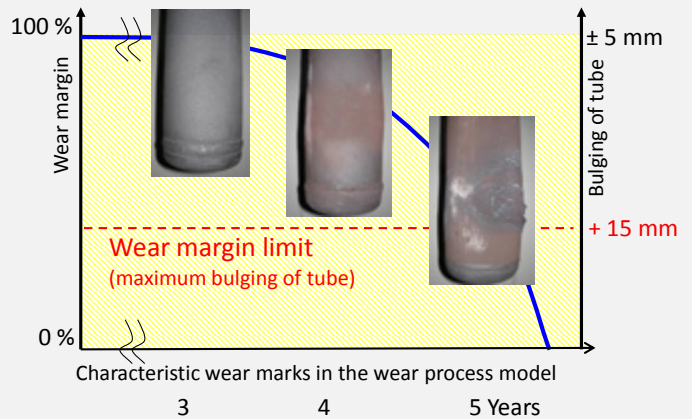 100 %
± 5 mm
Wear margin
Bulging of tube
Wear margin limit
(maximum bulging of tube)
+ 15 mm
0 %
Characteristic wear marks in the wear process model
3 4 5 Years